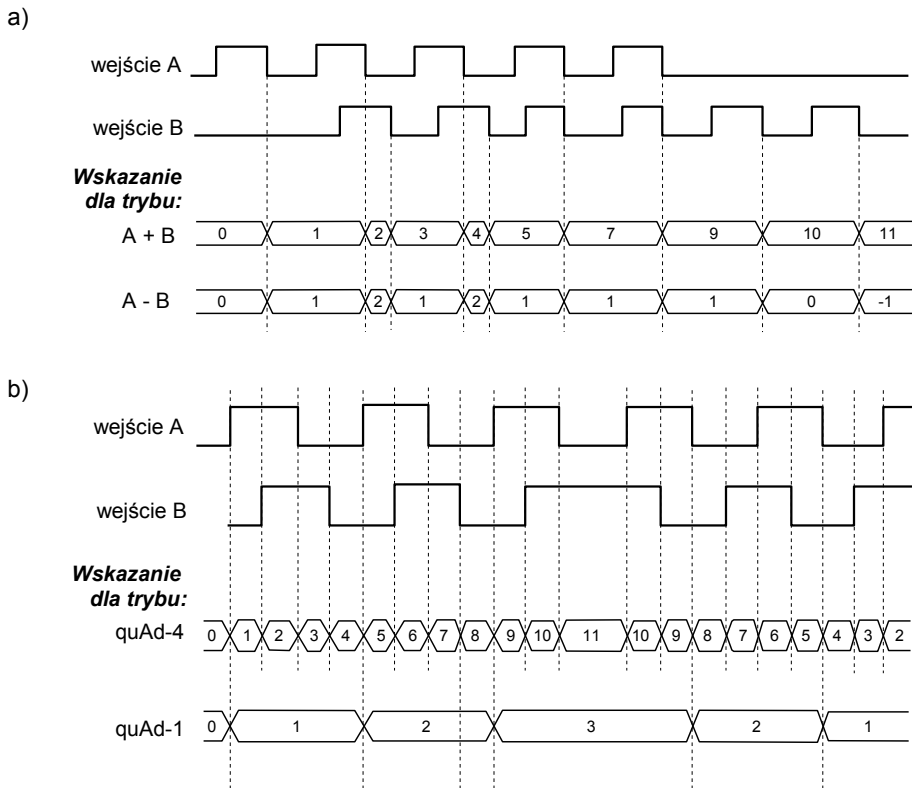 a)
wejście A
wejście B
Wskazanie
dla trybu:
A + B 0 1 2 3 4 5 7 9 10 11
A - B 0 1 2 1 2 1 1 1 0 -1
b)
wejście A
wejście B
Wskazanie
dla trybu:
quAd-4 0 1 2 3 4 5 6 7 8 9 10 11 10 9 8 7 6 5 4 3 2
quAd-1 0 1 2 3 2 1